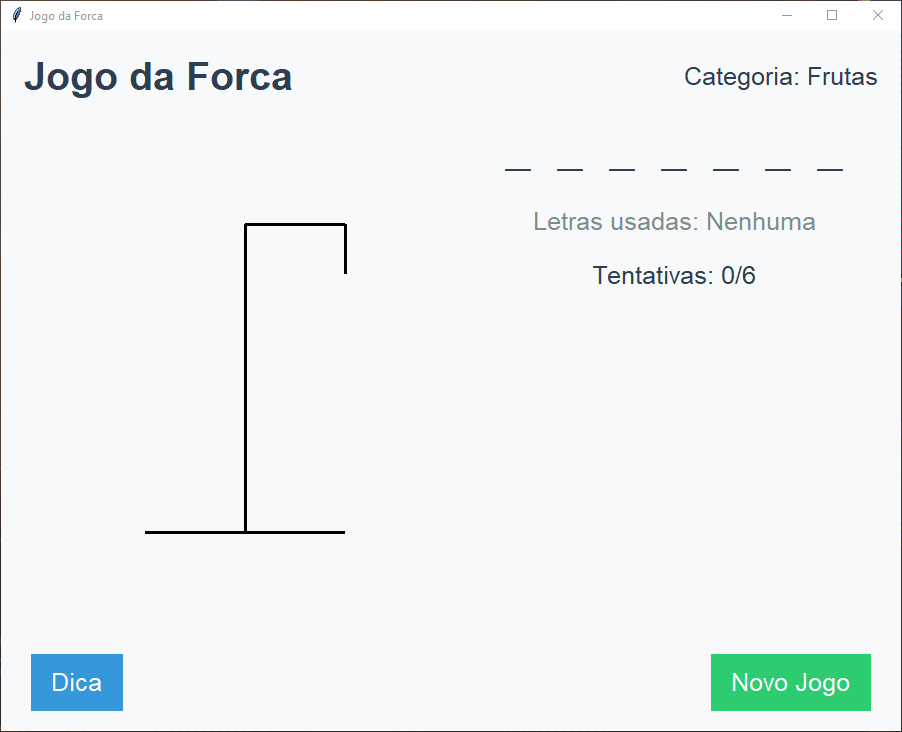 Jogo da Forca
Jogo da Forca
Categoria: Frutas
_ _ _ _ _ _ _
Letras usadas: Nenhuma
Tentativas: 0/6
Dica
Novo Jogo